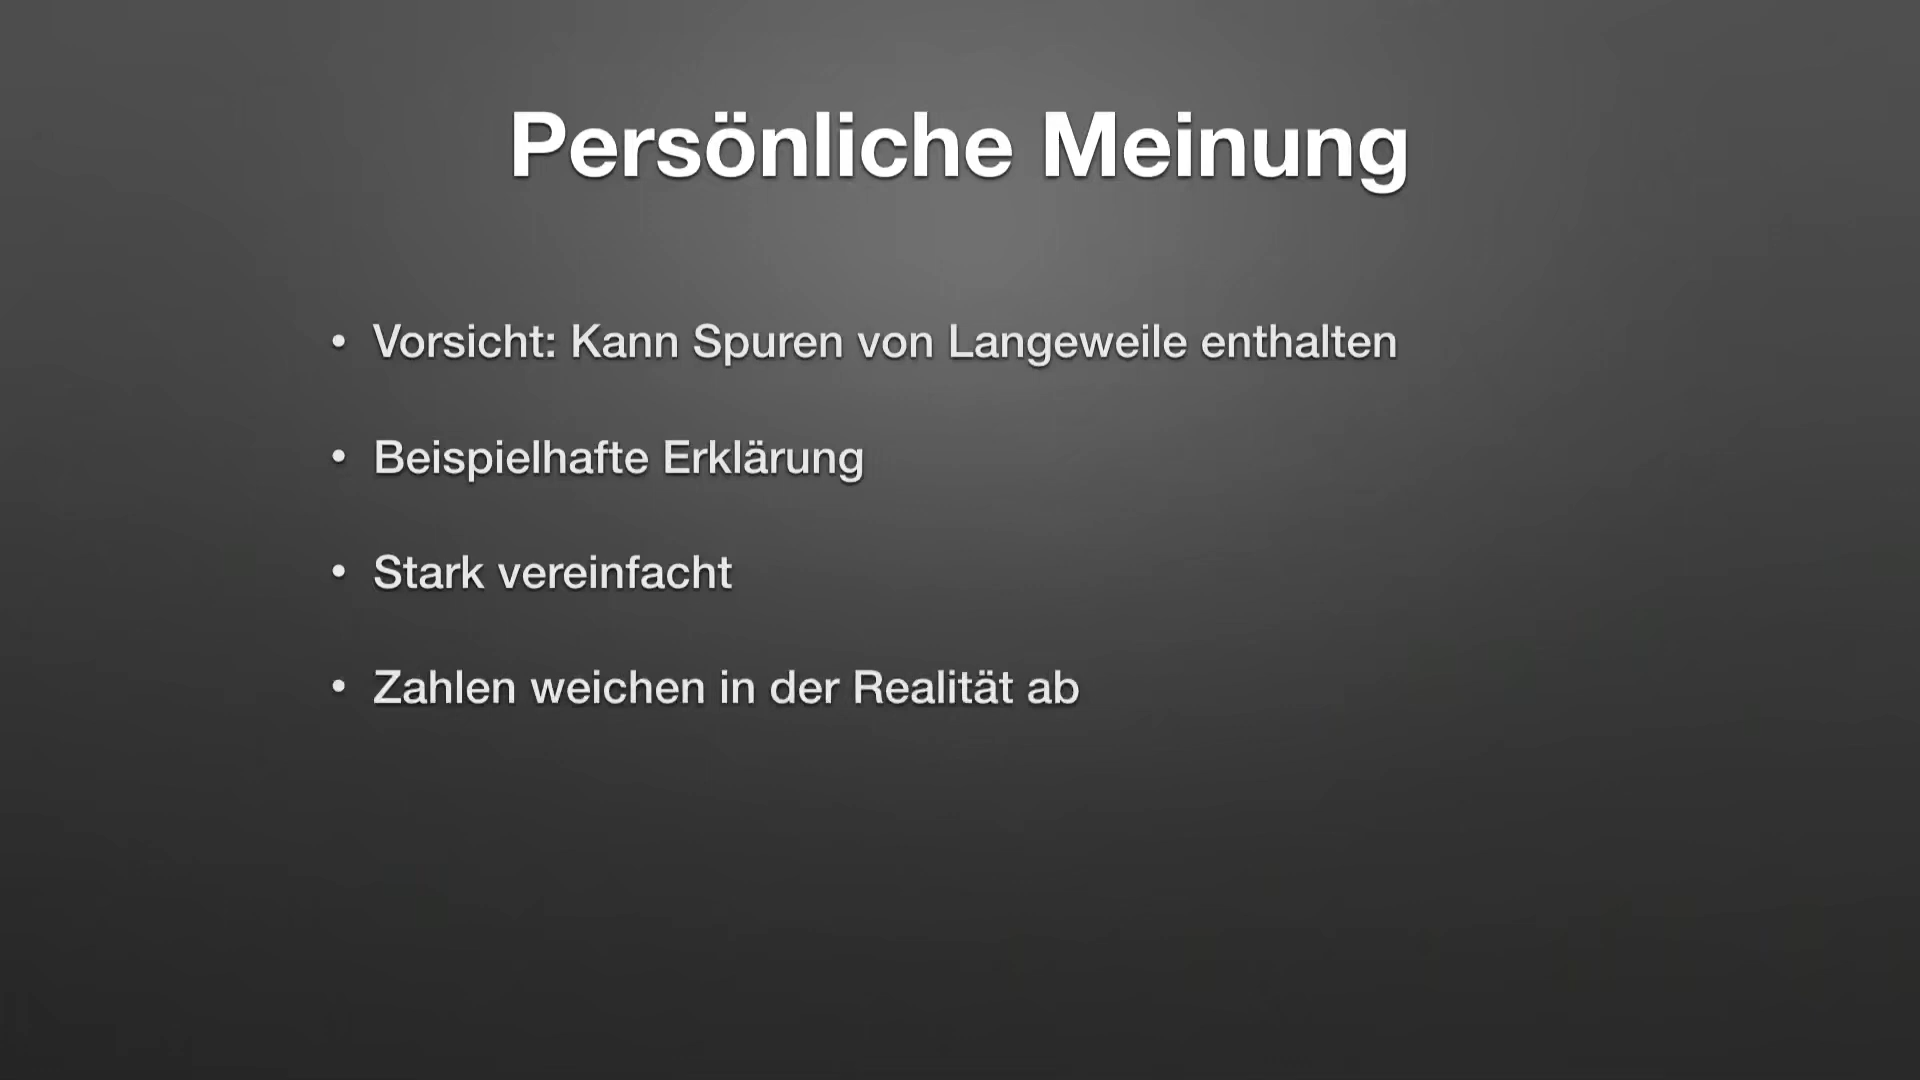 Persönliche Meinung
• Vorsicht: Kann Spuren von Langeweile enthalten
• Beispielhafte Erklärung
• Stark vereinfacht
• Zahlen weichen in der Realität ab